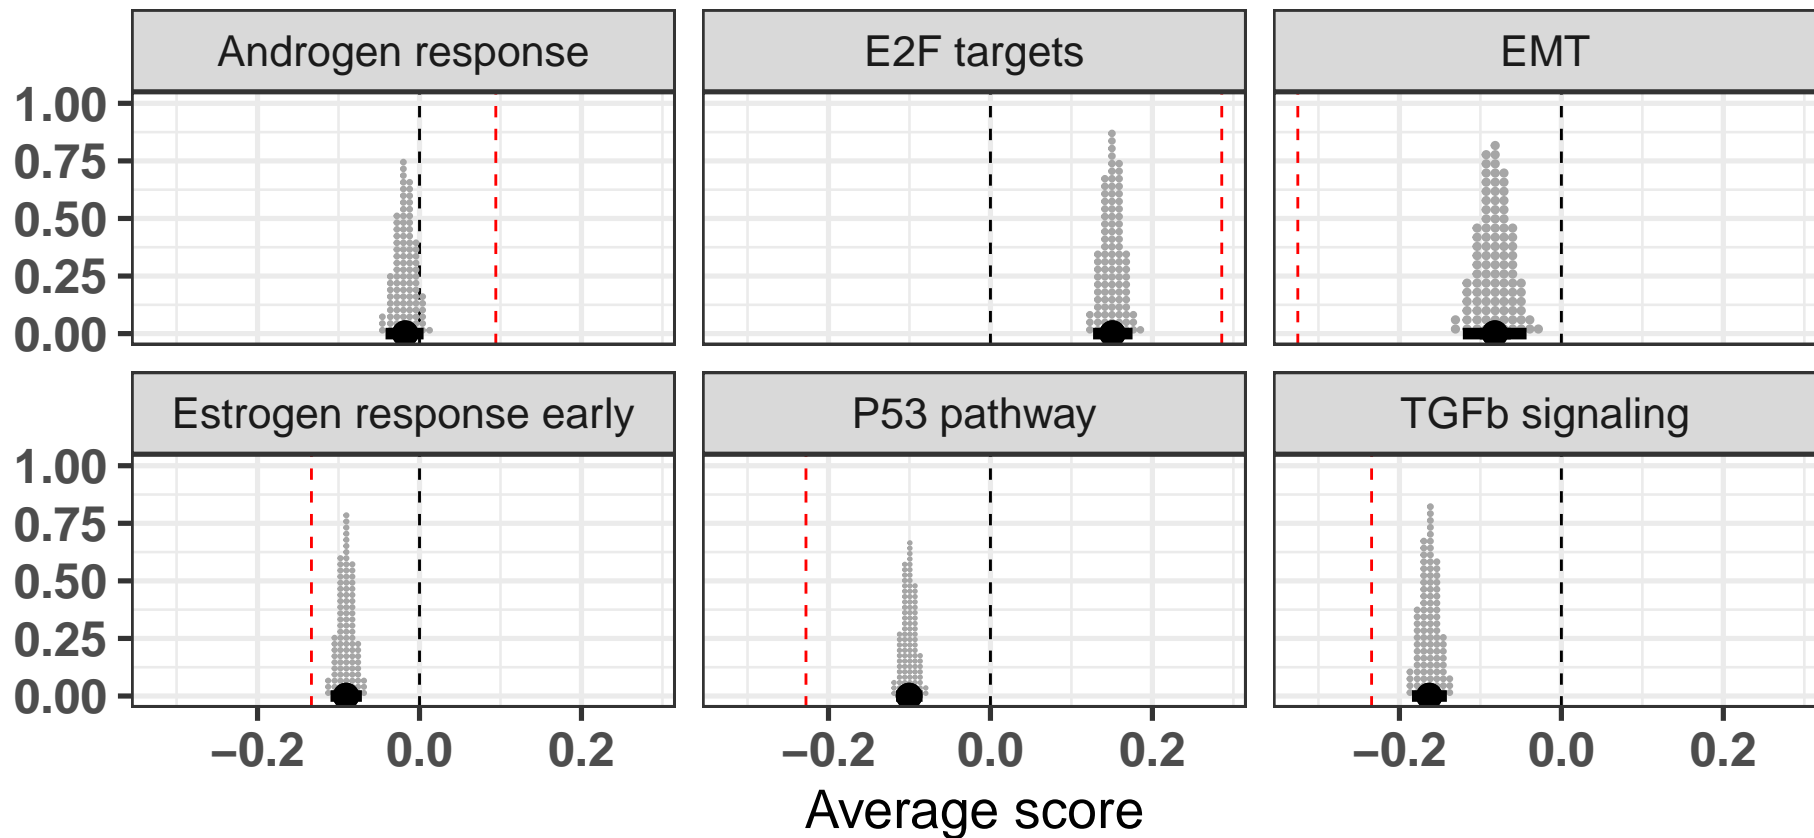 Androgen response E2F targets EMT
1.00
0.75
0.50
0.25
0.00
Estrogen response early P53 pathway TGFb signaling
1.00
0.75
0.50
0.25
0.00
−0.2 0.0 0.2 −0.2 0.0 0.2 −0.2 0.0 0.2
Average score